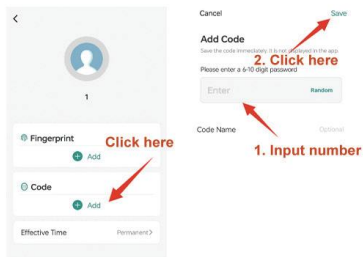 <
1
Fingerprint
Add
Click here
Code
Add
Effective Time
Permanent >
Cancel
Save
Add Code
Save the code immediately. It is not displayed in the app.
2. Click here
Please enter a 6-10 digit password
Enter
Random
Code Name
Optional
1. Input number